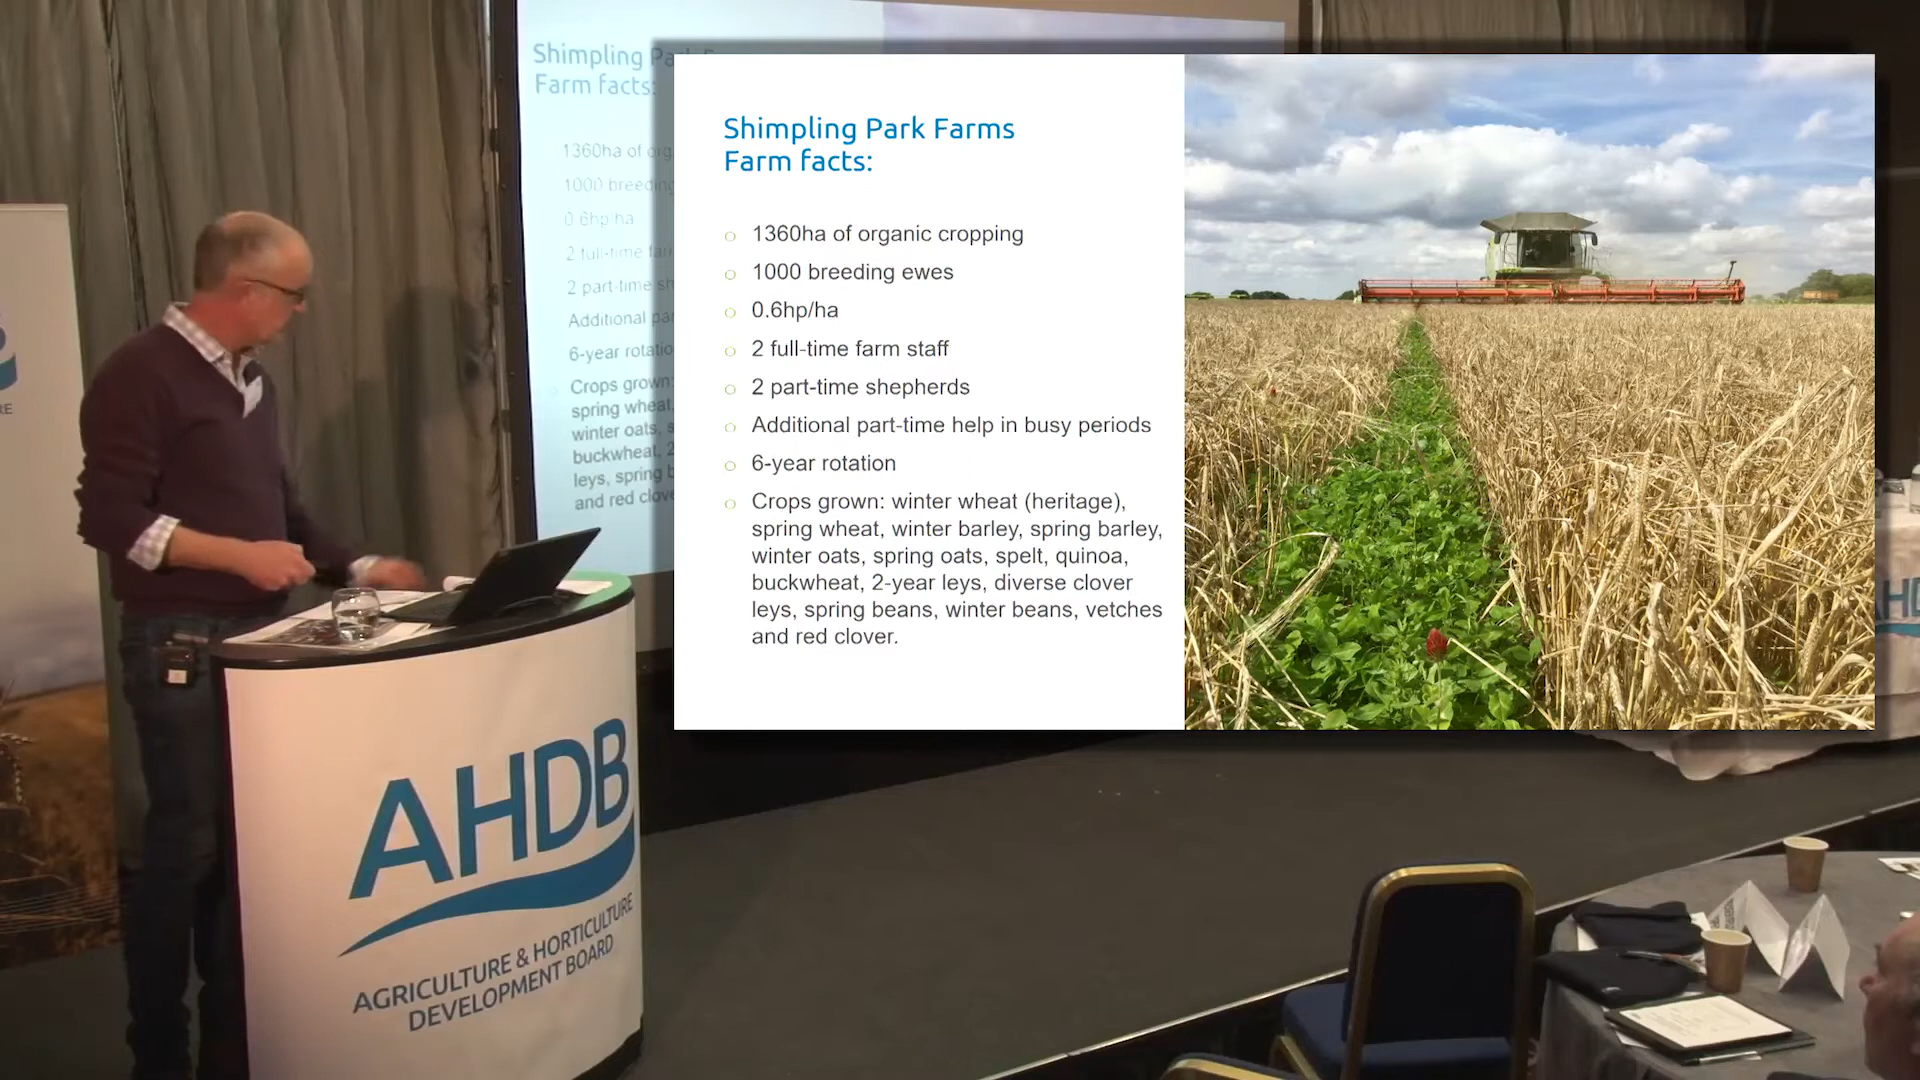 Shimpling Pa
Farm facts:
1360ha of org
1000 breeding
0.6hp/ha
2 full-time far
2 part-time sh
Additional par
6-year rotatio
Crops grown:
spring wheat,
winter oats, s
buckwheat, 2
leys, spring b
and red clove
Shimpling Park Farms
Farm facts:
1360ha of organic cropping
1000 breeding ewes
0.6hp/ha
2 full-time farm staff
2 part-time shepherds
Additional part-time help in busy periods
6-year rotation
Crops grown: winter wheat (heritage),
spring wheat, winter barley, spring barley,
winter oats, spring oats, spelt, quinoa,
buckwheat, 2-year leys, diverse clover
leys, spring beans, winter beans, vetches
and red clover.
AHDB
AGRICULTURE & HORTICULTURE
DEVELOPMENT BOARD